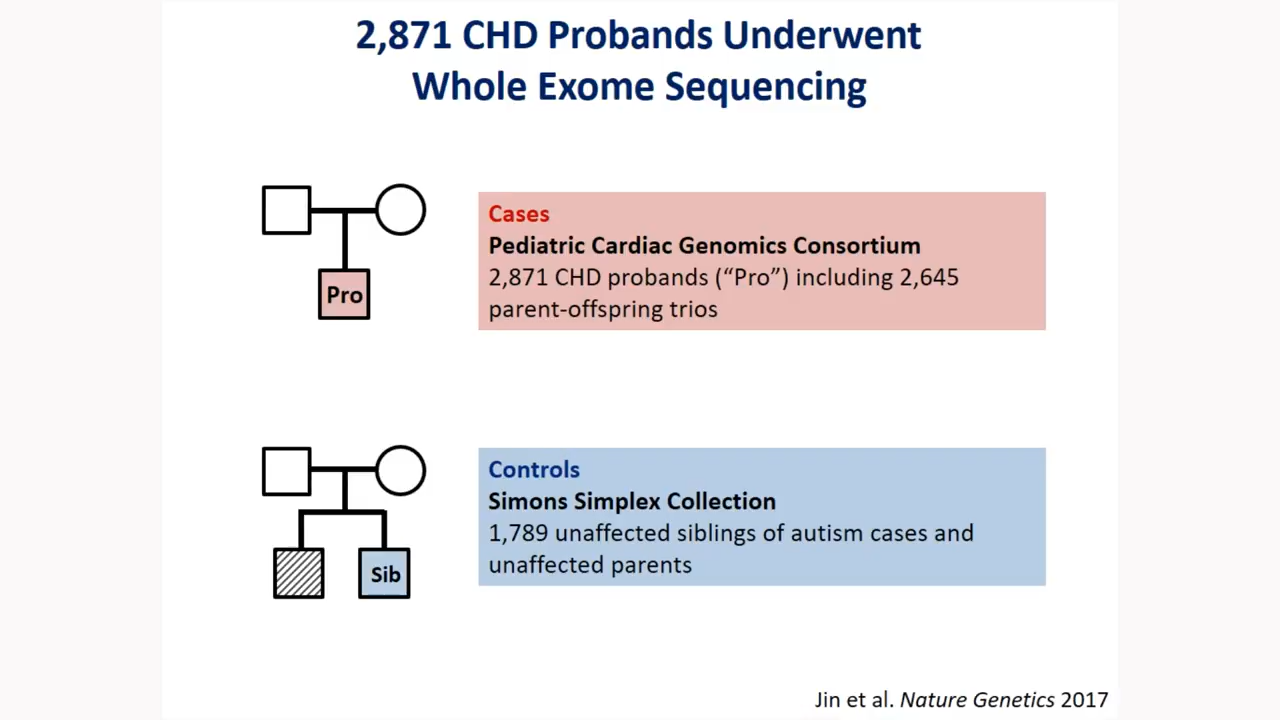 2,871 CHD Probands Underwent
Whole Exome Sequencing
Pro
Cases
Pediatric Cardiac Genomics Consortium
2,871 CHD probands (“Pro”) including 2,645
parent-offspring trios
Sib
Controls
Simons Simplex Collection
1,789 unaffected siblings of autism cases and
unaffected parents
Jin et al. Nature Genetics 2017